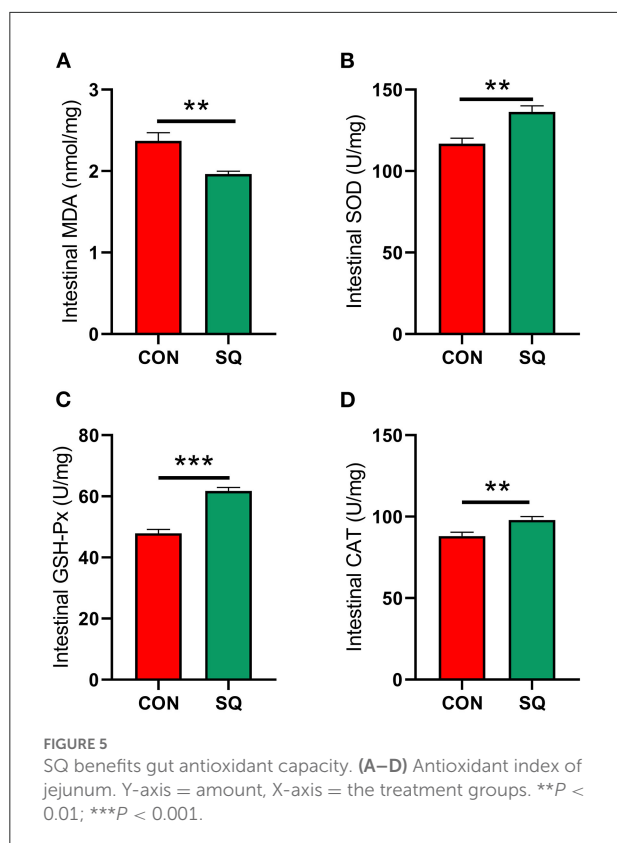 A
Intestinal MDA (nmol/mg)
3
2
1
0
**
CON SQ
B
Intestinal SOD (U/mg)
150
100
50
0
**
CON SQ
C
Intestinal GSH-Px (U/mg)
80
60
40
20
0
***
CON SQ
D
Intestinal CAT (U/mg)
150
100
50
0
**
CON SQ
FIGURE 5
SQ benefits gut antioxidant capacity. (A–D) Antioxidant index of
jejunum. Y-axis = amount, X-axis = the treatment groups. **P <
0.01; ***P < 0.001.